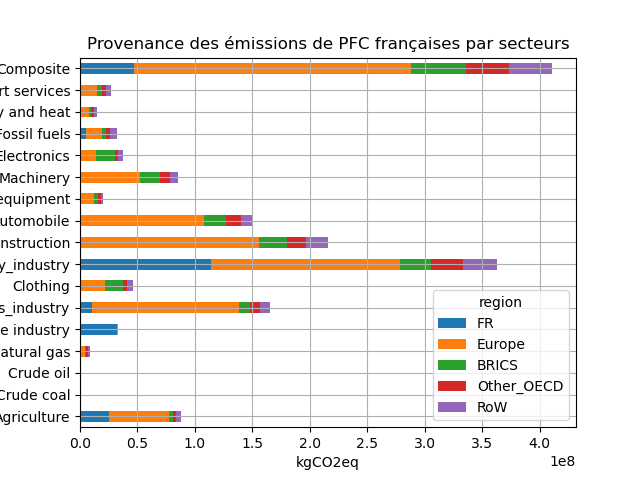 Provenance des émissions de PFC françaises par secteurs
Composite
rt services
y and heat
Fossil fuels
Electronics
Machinery
equipment
utomobile
nstruction
y_industry
Clothing
s_industry
e industry
atural gas
Crude oil
Crude coal
Agriculture
region
FR
Europe
BRICS
Other_OECD
RoW
0.0 0.5 1.0 1.5 2.0 2.5 3.0 3.5 4.0
1e8
kgCO2eq